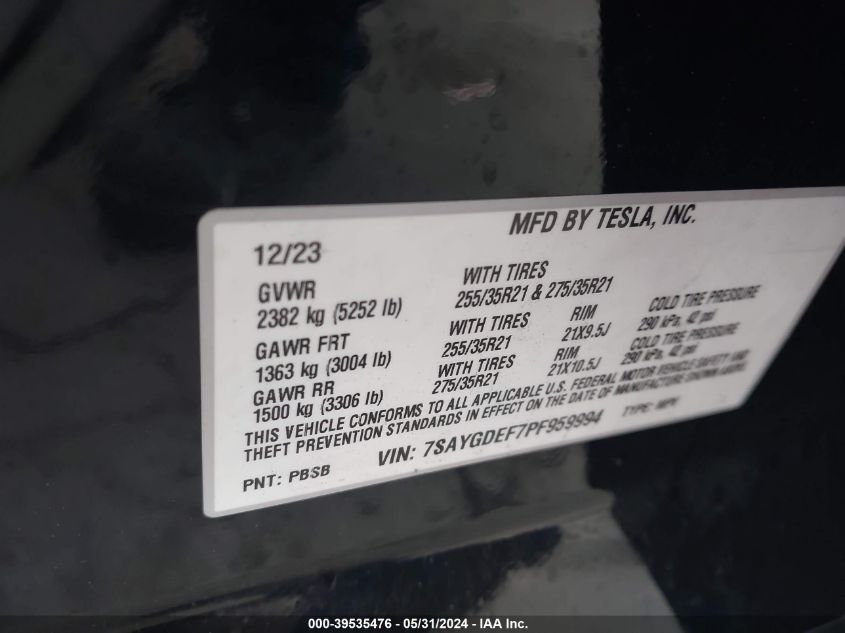 MFD BY TESLA, INC.
12/23
GVWR WITH TIRES
2382 kg (5252 lb) 255/35R21 & 275/35R21
GAWR FRT WITH TIRES RIM COLD TIRE PRESSURE
1363 kg (3004 lb) 255/35R21 21X9.5J 290 kPa, 42 psi
GAWR RR WITH TIRES RIM COLD TIRE PRESSURE
1500 kg (3306 lb) 275/35R21 21X10.5J 290 kPa, 42 psi
THIS VEHICLE CONFORMS TO ALL APPLICABLE U.S. FEDERAL MOTOR VEHICLE SAFETY AND
THEFT PREVENTION STANDARDS IN EFFECT ON THE DATE OF MANUFACTURE SHOWN ABOVE.
PNT: PBSB VIN: 7SAYGDEF7PF959994 TYPE: MPV
000-39535476 - 05/31/2024 - IAA Inc.